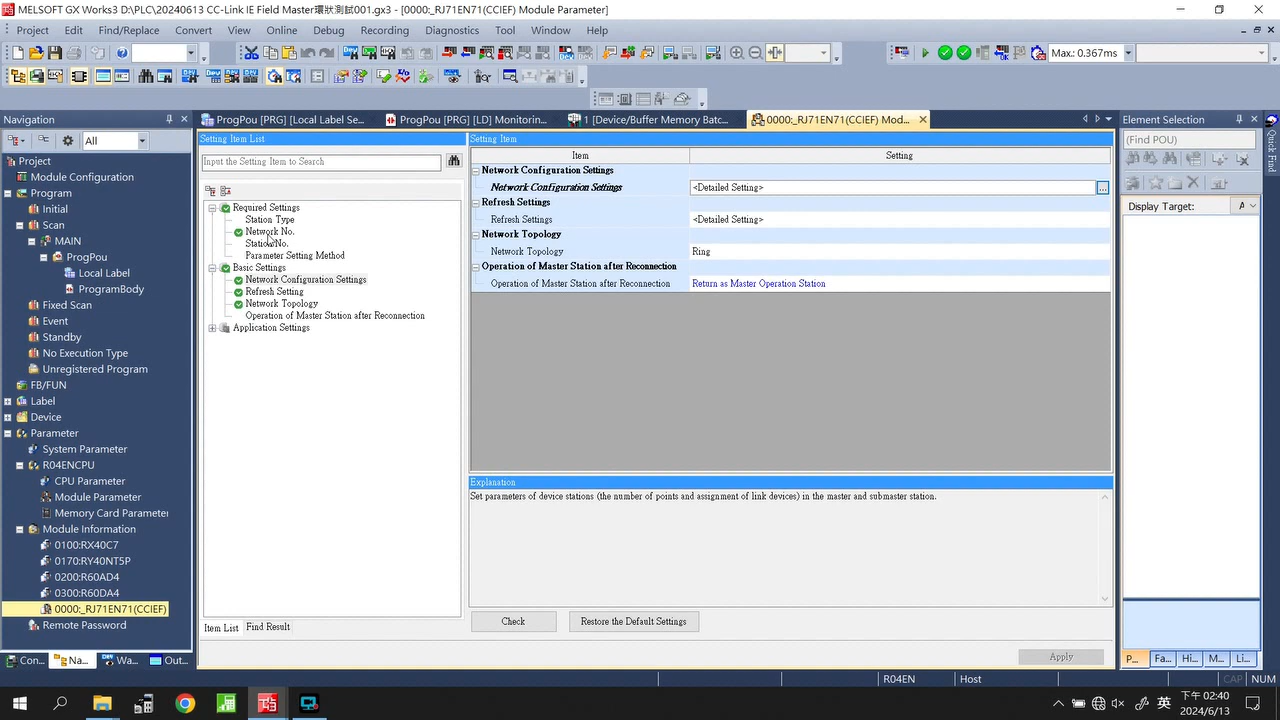 MELSOFT GX Works3 D:\PLC\20240613 CC-Link IE Field Master環狀測試001.gx3 - [0000:_RJ71EN71(CCIEF) Module Parameter]
Project Edit Find/Replace Convert View Online Debug Recording Diagnostics Tool Window Help
Max.: 0.367ms
Navigation
All
Project
Module Configuration
Program
Initial
Scan
MAIN
ProgPou
Local Label
ProgramBody
Fixed Scan
Event
Standby
No Execution Type
Unregistered Program
FB/FUN
Label
Device
Parameter
System Parameter
R04ENCPU
CPU Parameter
Module Parameter
Memory Card Parameter
Module Information
0100:RX40C7
0170:RY40NT5P
0200:R60AD4
0300:R60DA4
0000:_RJ71EN71(CCIEF)
Remote Password
Con... Na... Wa... Out...
ProgPou [PRG] [Local Label Se... ProgPou [PRG] [LD] Monitorin... 1 [Device/Buffer Memory Batc... 0000:_RJ71EN71(CCIEF) Mod...
Setting Item List
Input the Setting Item to Search
Required Settings
Station Type
Network No.
Station No.
Parameter Setting Method
Basic Settings
Network Configuration Settings
Refresh Setting
Network Topology
Operation of Master Station after Reconnection
Application Settings
Item List Find Result
Setting Item
Item Setting
Network Configuration Settings
Network Configuration Settings <Detailed Setting>
Refresh Settings
Refresh Settings <Detailed Setting>
Network Topology
Network Topology Ring
Operation of Master Station after Reconnection
Operation of Master Station after Reconnection Return as Master Operation Station
Explanation
Set parameters of device stations (the number of points and assignment of link devices) in the master and submaster station.
Check Restore the Default Settings
Apply
Element Selection
(Find POU)
Display Target: A
P... Fa... Hi... M... Li...
Quick Find
R04EN Host CAP NUM
英
下午 02:40
2024/6/13